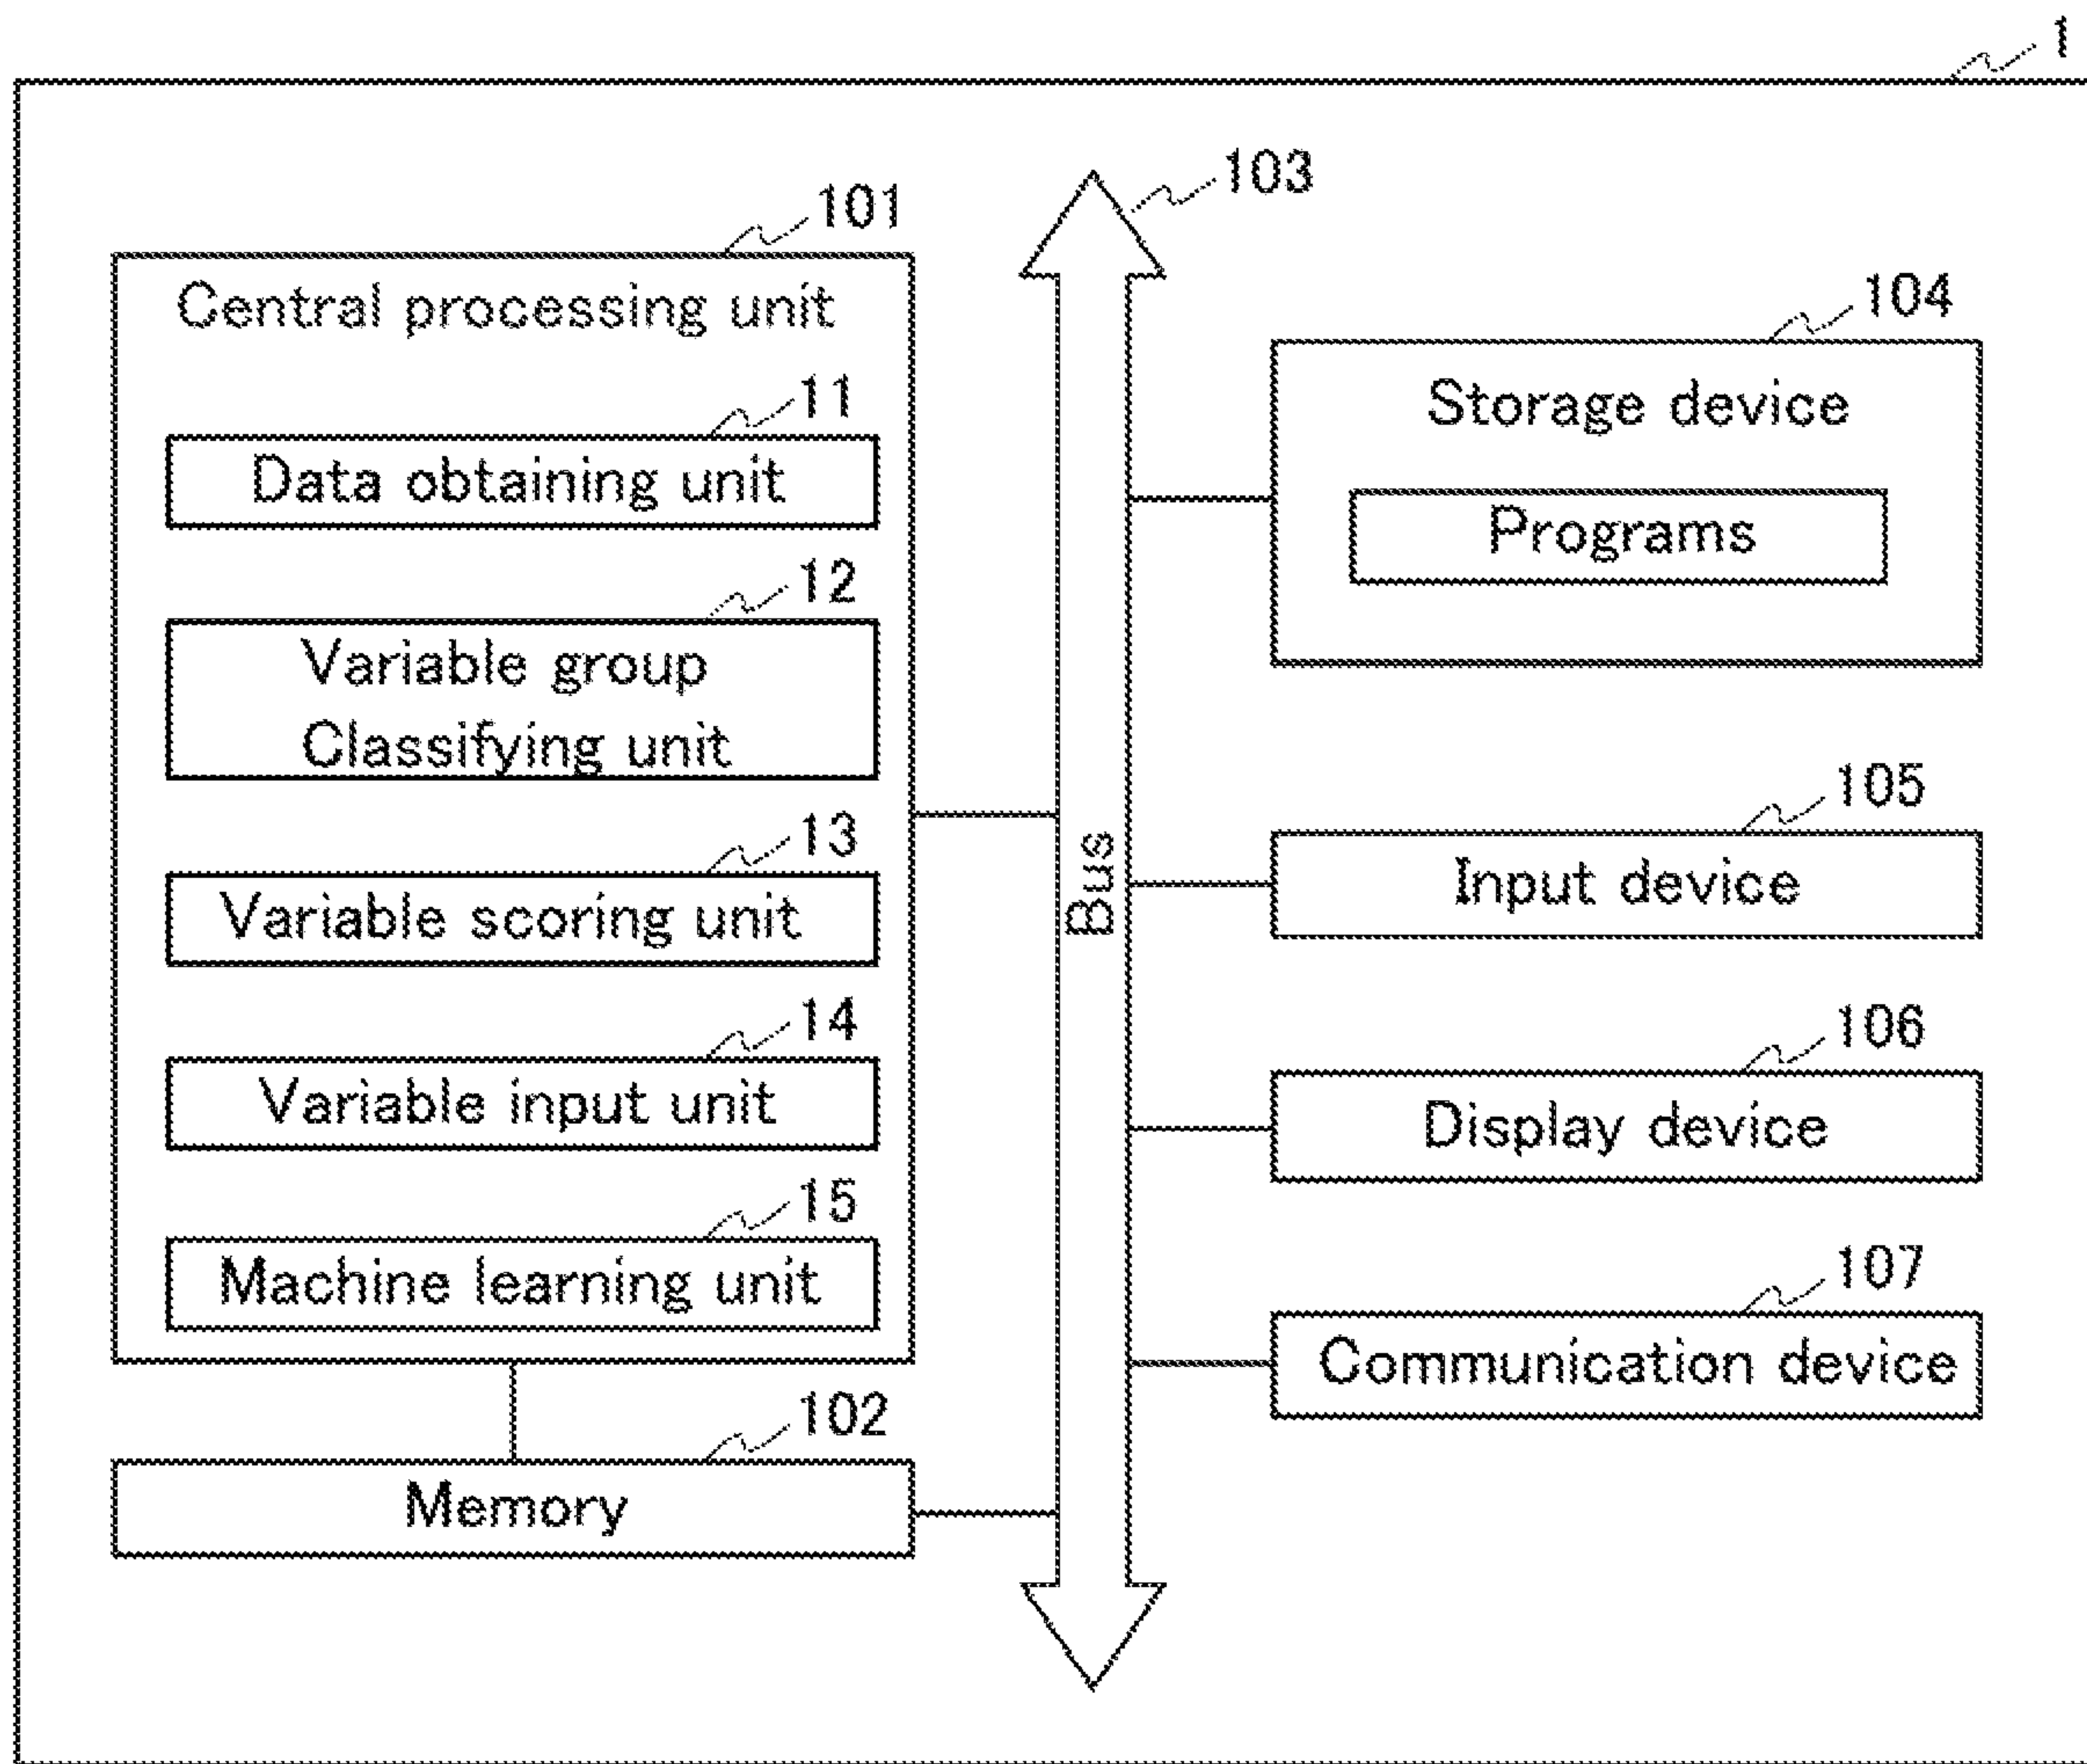 1
103
101
Central processing unit
11
Data obtaining unit
12
Variable group
Classifying unit
13
Variable scoring unit
14
Variable input unit
15
Machine learning unit
102
Memory
Bus
104
Storage device
Programs
105
Input device
106
Display device
107
Communication device